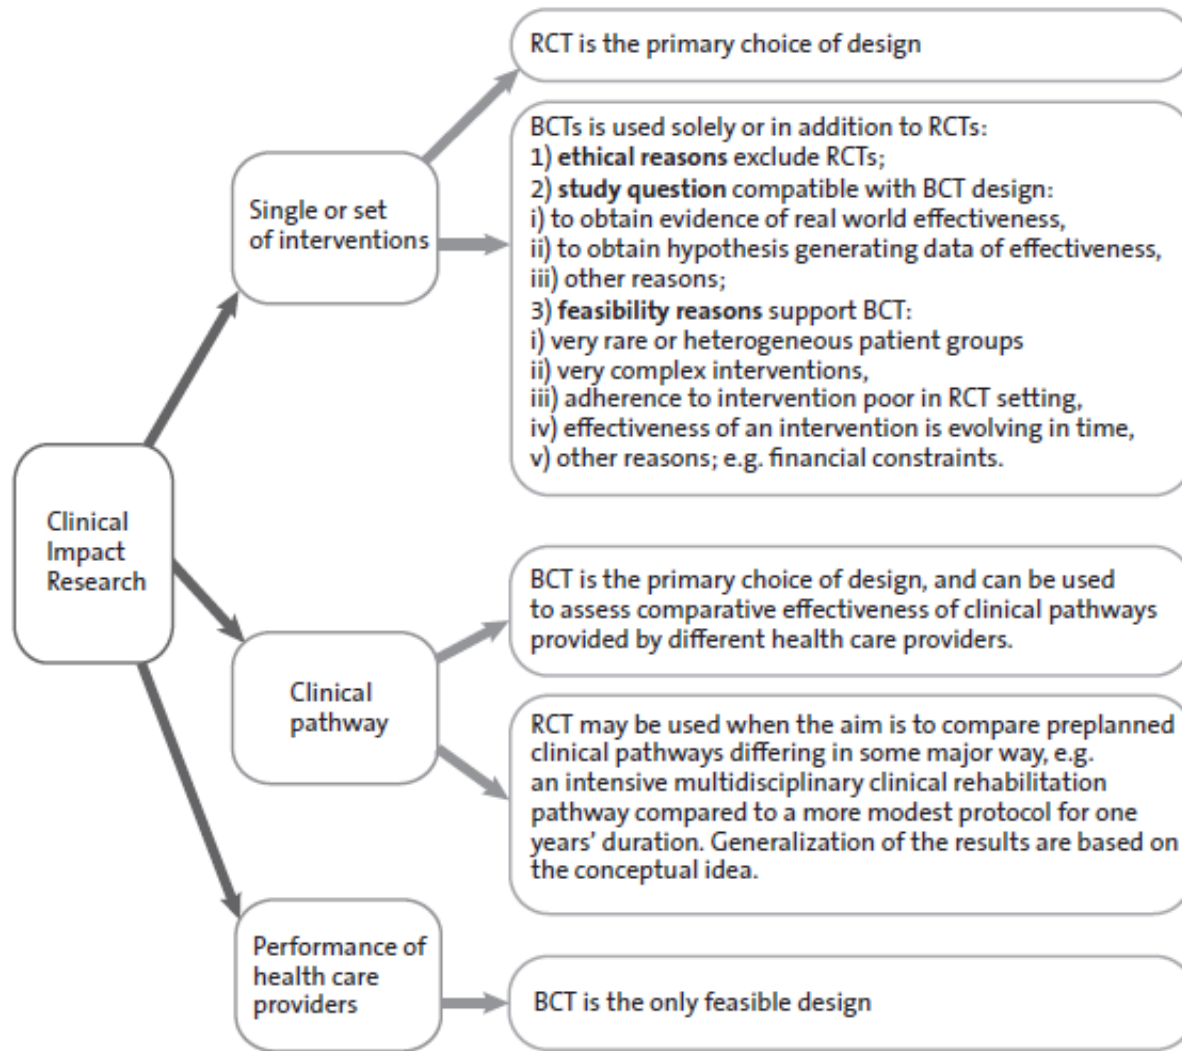 RCT is the primary choice of design
BCTs is used solely or in addition to RCTs:
1) ethical reasons exclude RCTs;
2) study question compatible with BCT design:
i) to obtain evidence of real world effectiveness,
ii) to obtain hypothesis generating data of effectiveness,
iii) other reasons;
3) feasibility reasons support BCT:
i) very rare or heterogeneous patient groups
ii) very complex interventions,
iii) adherence to intervention poor in RCT setting,
iv) effectiveness of an intervention is evolving in time,
v) other reasons; e.g. financial constraints.
Single or set
of interventions
Clinical
Impact
Research
BCT is the primary choice of design, and can be used
to assess comparative effectiveness of clinical pathways
provided by different health care providers.
Clinical
pathway
RCT may be used when the aim is to compare preplanned
clinical pathways differing in some major way, e.g.
an intensive multidisciplinary clinical rehabilitation
pathway compared to a more modest protocol for one
years’ duration. Generalization of the results are based on
the conceptual idea.
Performance of
health care
providers
BCT is the only feasible design